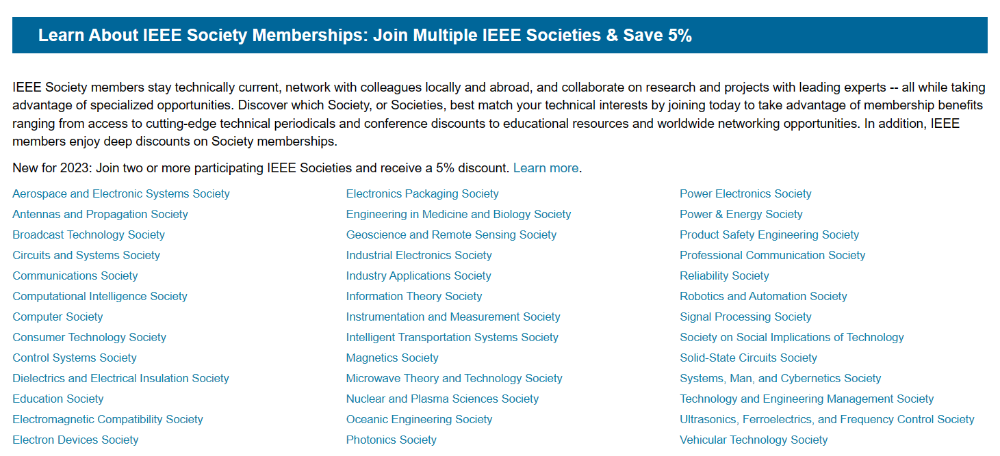 Learn About IEEE Society Memberships: Join Multiple IEEE Societies & Save 5%
IEEE Society members stay technically current, network with colleagues locally and abroad, and collaborate on research and projects with leading experts -- all while taking
advantage of specialized opportunities. Discover which Society, or Societies, best match your technical interests by joining today to take advantage of membership benefits
ranging from access to cutting-edge technical periodicals and conference discounts to educational resources and worldwide networking opportunities. In addition, IEEE
members enjoy deep discounts on Society memberships.
New for 2023: Join two or more participating IEEE Societies and receive a 5% discount. Learn more.
Aerospace and Electronic Systems Society
Antennas and Propagation Society
Broadcast Technology Society
Circuits and Systems Society
Communications Society
Computational Intelligence Society
Computer Society
Consumer Technology Society
Control Systems Society
Dielectrics and Electrical Insulation Society
Education Society
Electromagnetic Compatibility Society
Electron Devices Society
Electronics Packaging Society
Engineering in Medicine and Biology Society
Geoscience and Remote Sensing Society
Industrial Electronics Society
Industry Applications Society
Information Theory Society
Instrumentation and Measurement Society
Intelligent Transportation Systems Society
Magnetics Society
Microwave Theory and Technology Society
Nuclear and Plasma Sciences Society
Oceanic Engineering Society
Photonics Society
Power Electronics Society
Power & Energy Society
Product Safety Engineering Society
Professional Communication Society
Reliability Society
Robotics and Automation Society
Signal Processing Society
Society on Social Implications of Technology
Solid-State Circuits Society
Systems, Man, and Cybernetics Society
Technology and Engineering Management Society
Ultrasonics, Ferroelectrics, and Frequency Control Society
Vehicular Technology Society